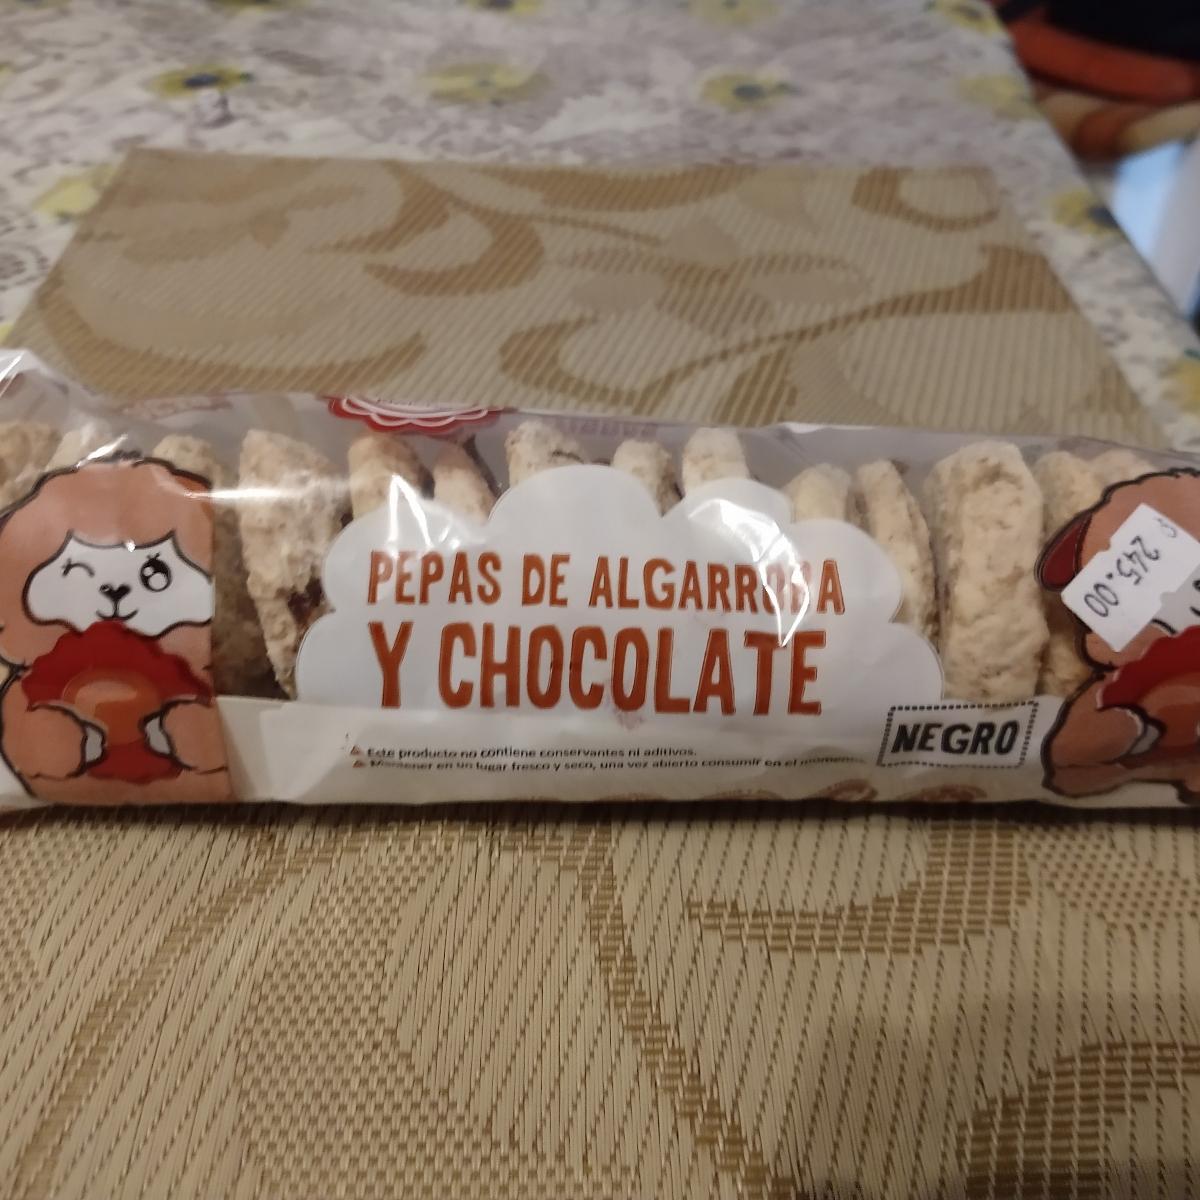 PEPAS DE ALGARROBA
Y CHOCOLATE
NEGRO
Este producto no contiene conservantes ni aditivos.
Mantener en un lugar fresco y seco, una vez abierto consumir en el momento.
245.00